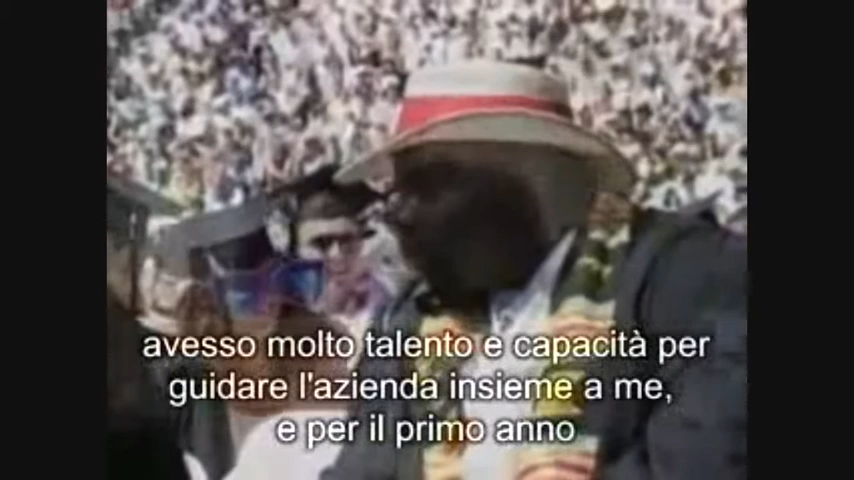 avesso molto talento e capacità per
guidare l'azienda insieme a me,
e per il primo anno